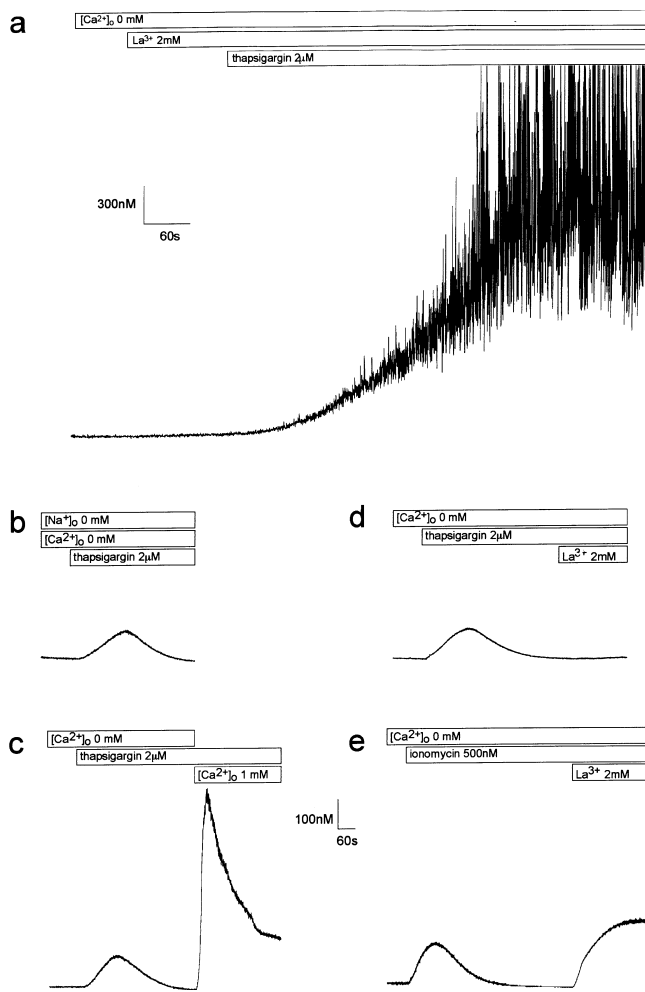 a
[Ca²⁺]ₒ 0 mM
La³⁺ 2mM
thapsigargin 2μM
300nM
60s
b
[Na⁺]ₒ 0 mM
[Ca²⁺]ₒ 0 mM
thapsigargin 2μM
d
[Ca²⁺]ₒ 0 mM
thapsigargin 2μM
La³⁺ 2mM
c
[Ca²⁺]ₒ 0 mM
thapsigargin 2μM
[Ca²⁺]ₒ 1 mM
100nM
60s
e
[Ca²⁺]ₒ 0 mM
ionomycin 500nM
La³⁺ 2mM